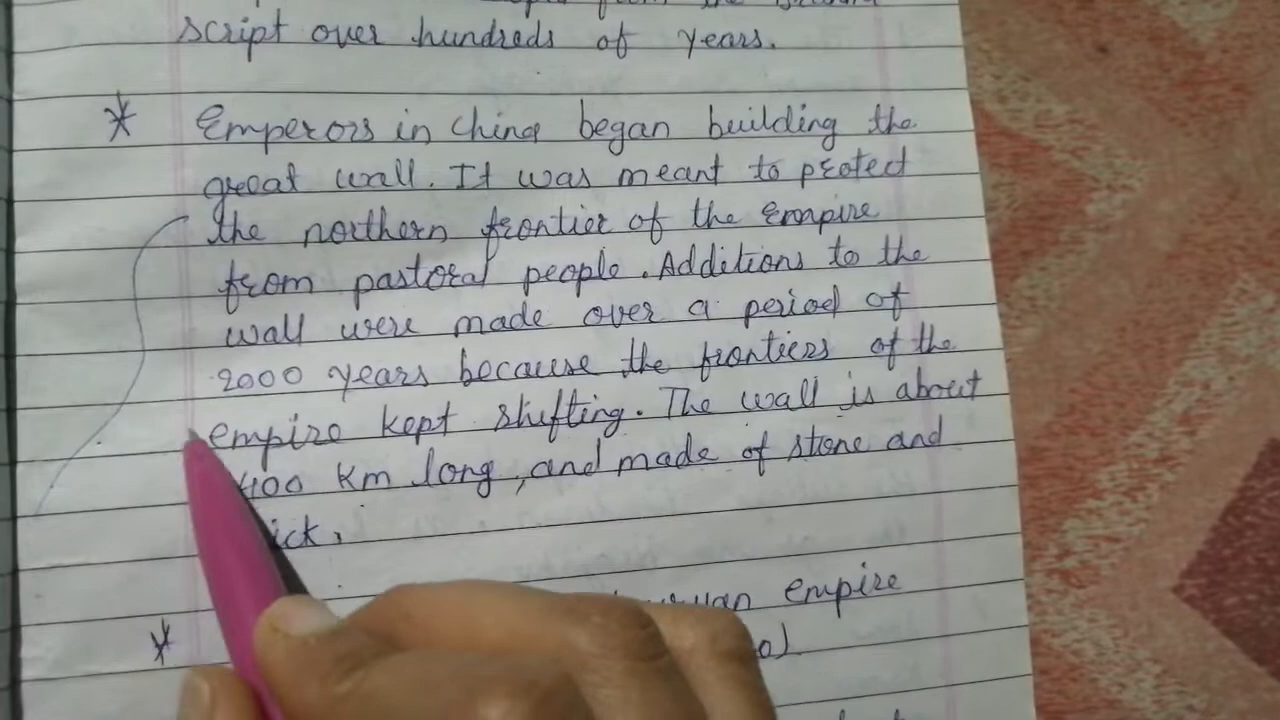 the
script over hundreds of years.
* Emperors in China began building the
great wall. It was meant to protect
the northern frontier of the Empire
from pastoral people. Additions to the
wall were made over a period of
2000 years because the frontiers of the
empire kept shifting. The wall is about
400 Km long, and made of stone and
ick.
empire
*